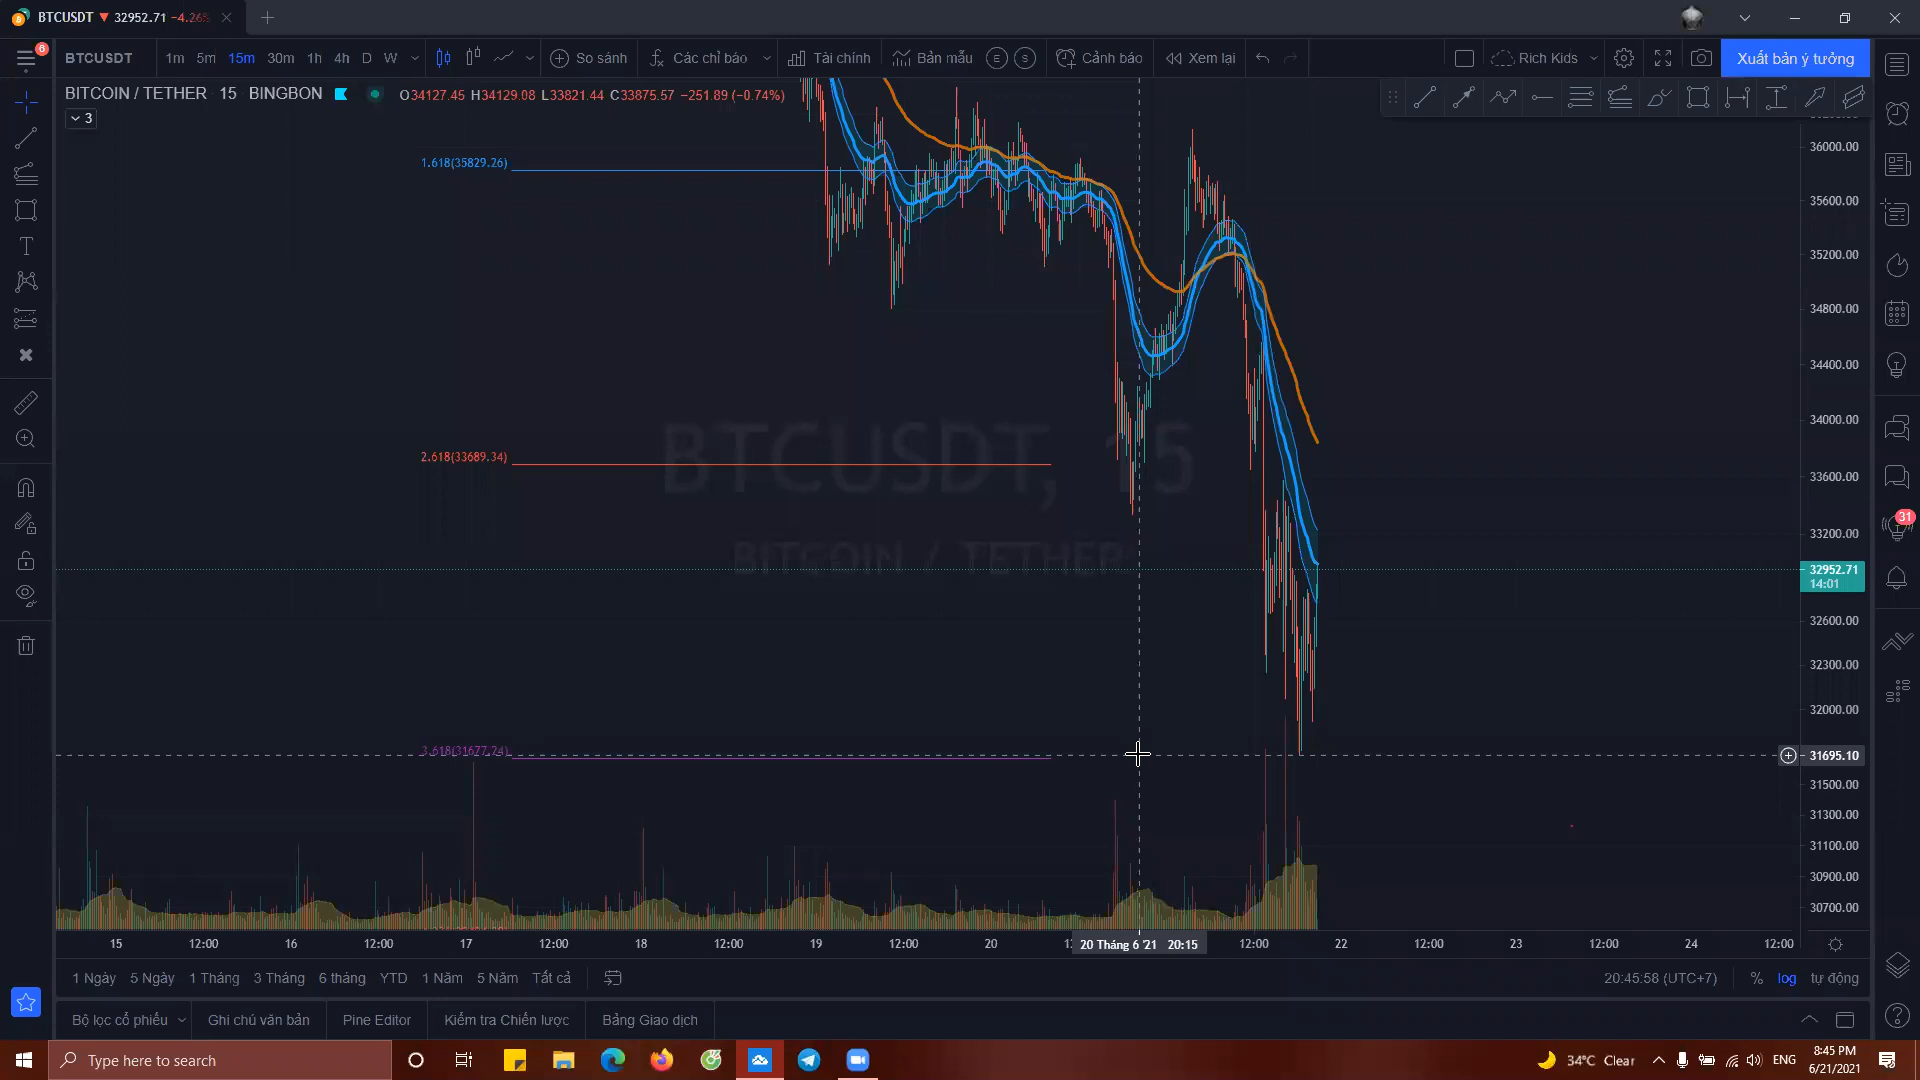 BTCUSDT ▼ 32952.71 −4.26%
6
BTCUSDT 1m 5m 15m 30m 1h 4h D W So sánh Các chỉ báo Tài chính Bản mẫu E S Cảnh báo Xem lại Rich Kids Xuất bản ý tưởng
BITCOIN / TETHER 15 BINGBON O34127.45 H34129.08 L33821.44 C33875.57 −251.89 (−0.74%)
3
1.618(35829.26)
2.618(33689.34)
3.618(31677.24)
BTCUSDT, 15
BITCOIN / TETHER
36000.00
35600.00
35200.00
34800.00
34400.00
34000.00
33600.00
33200.00
32952.71
14:01
32600.00
32300.00
32000.00
31695.10
31500.00
31300.00
31100.00
30900.00
30700.00
31
15 12:00 16 12:00 17 12:00 18 12:00 19 12:00 20 20 Tháng 6 '21 20:15 12:00 22 12:00 23 12:00 24 12:00
1 Ngày 5 Ngày 1 Tháng 3 Tháng 6 tháng YTD 1 Năm 5 Năm Tất cả 20:45:58 (UTC+7) % log tự động
Bộ lọc cổ phiếu Ghi chú văn bản Pine Editor Kiểm tra Chiến lược Bảng Giao dịch
Type here to search 34°C Clear ENG 8:45 PM
6/21/2021